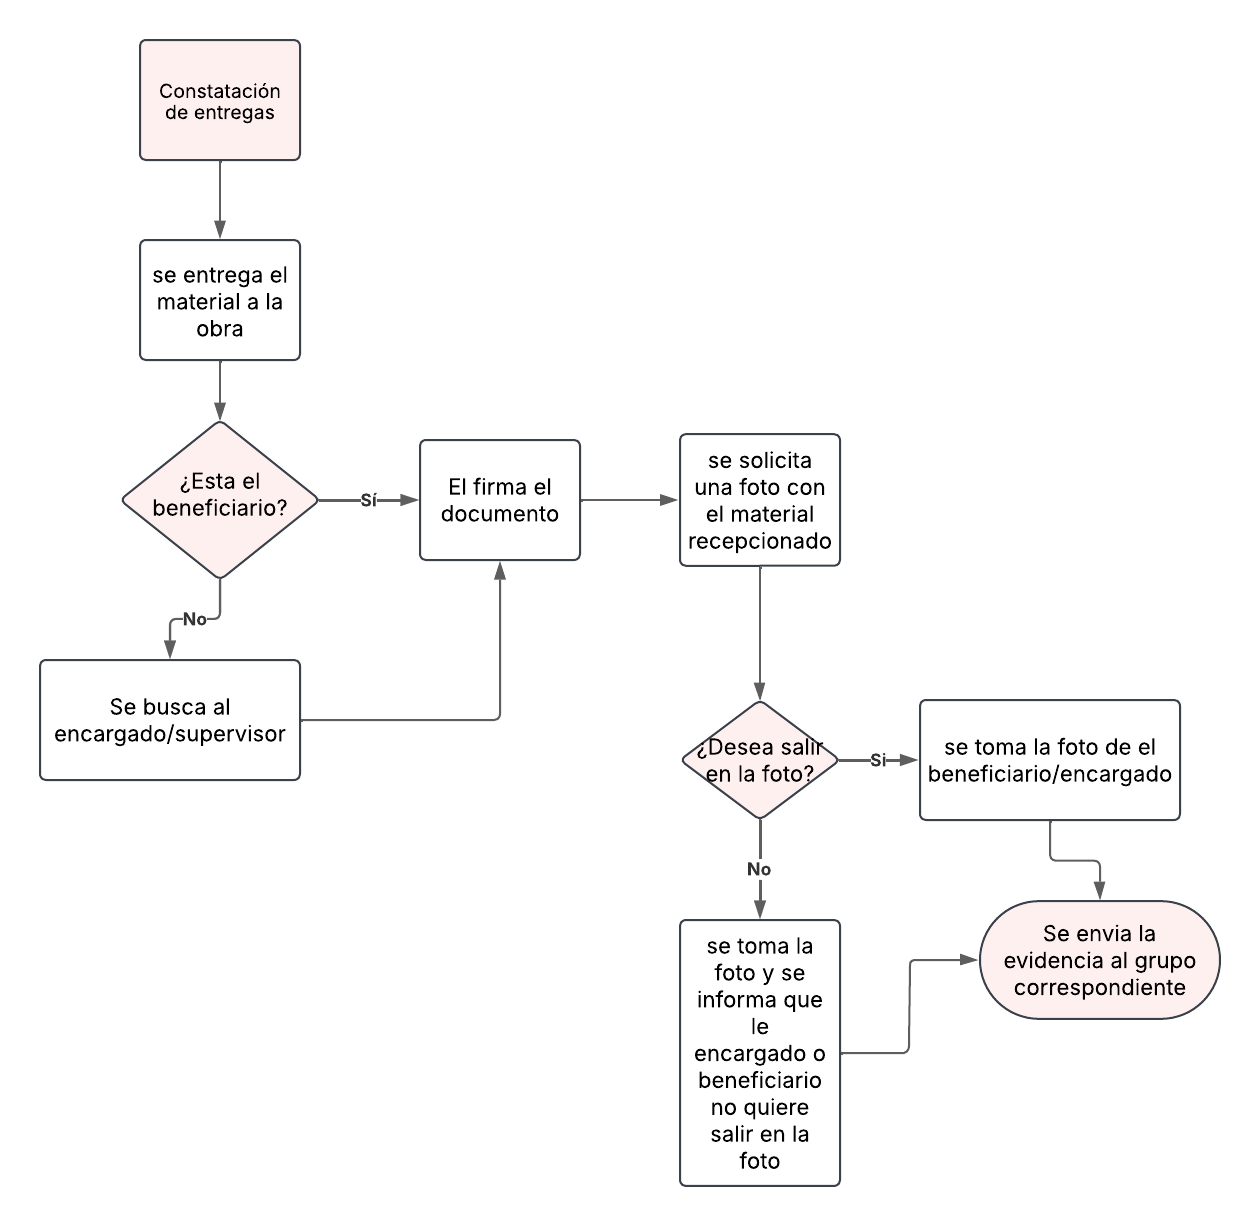 Constatación
de entregas
se entrega el
material a la
obra
¿Esta el
beneficiario?
Sí
El firma el
documento
se solicita
una foto con
el material
recepcionado
No
Se busca al
encargado/supervisor
¿Desea salir
en la foto?
Si
se toma la foto de el
beneficiario/encargado
No
se toma la
foto y se
informa que
le
encargado o
beneficiario
no quiere
salir en la
foto
Se envia la
evidencia al grupo
correspondiente